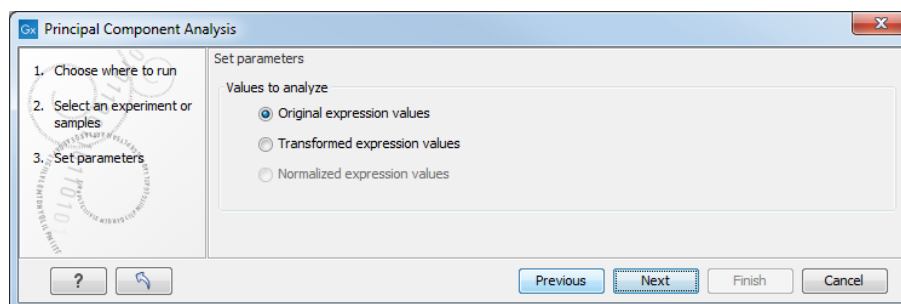 Gx Principal Component Analysis
1. Choose where to run
2. Select an experiment or
samples
3. Set parameters
Set parameters
Values to analyze
Original expression values
Transformed expression values
Normalized expression values
?
Previous
Next
Finish
Cancel